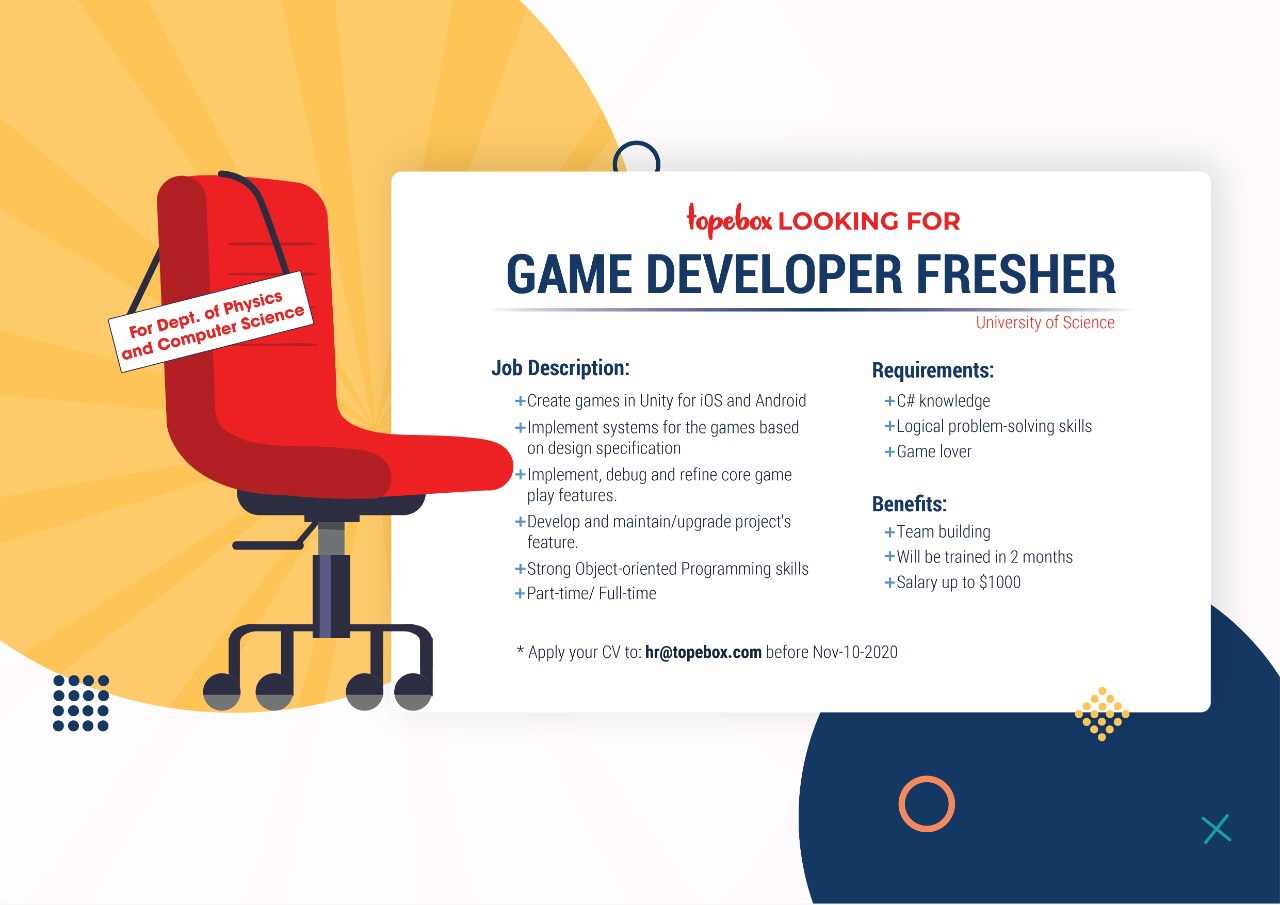 For Dept. of Physics
and Computer Science
topebox LOOKING FOR
GAME DEVELOPER FRESHER
University of Science
Job Description:
+Create games in Unity for iOS and Android
+Implement systems for the games based
on design specification
+Implement, debug and refine core game
play features.
+Develop and maintain/upgrade project's
feature.
+Strong Object-oriented Programming skills
+Part-time/ Full-time
Requirements:
+C# knowledge
+Logical problem-solving skills
+Game lover
Benefits:
+Team building
+Will be trained in 2 months
+Salary up to $1000
* Apply your CV to: hr@topebox.com before Nov-10-2020